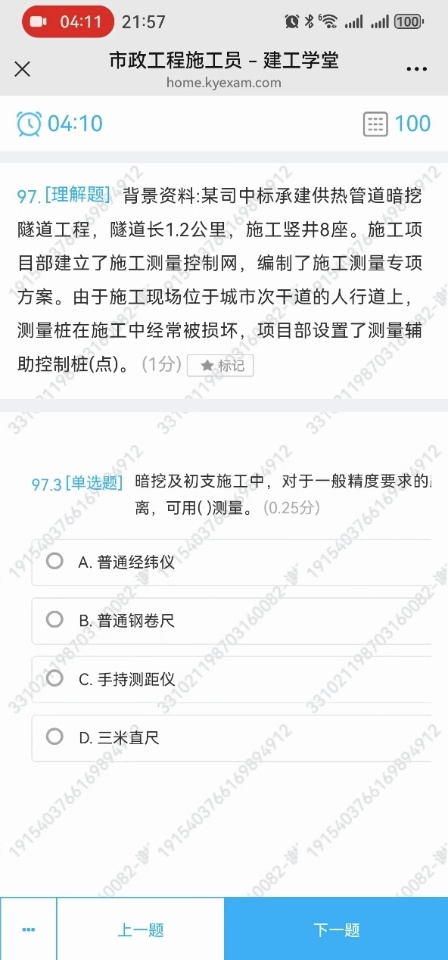 04:11 21:57 100
市政工程施工员 – 建工学堂
home.kyexam.com
04:10 100
97. [理解题] 背景资料:某司中标承建供热管道暗挖
隧道工程，隧道长1.2公里，施工竖井8座。施工项
目部建立了施工测量控制网，编制了施工测量专项
方案。由于施工现场位于城市次干道的人行道上，
测量桩在施工中经常被损坏，项目部设置了测量辅
助控制桩(点)。 (1分) ★ 标记
97.3 [单选题] 暗挖及初支施工中，对于一般精度要求的
离，可用( )测量。 (0.25分)
A. 普通经纬仪
B. 普通钢卷尺
C. 手持测距仪
D. 三米直尺
上一题 下一题